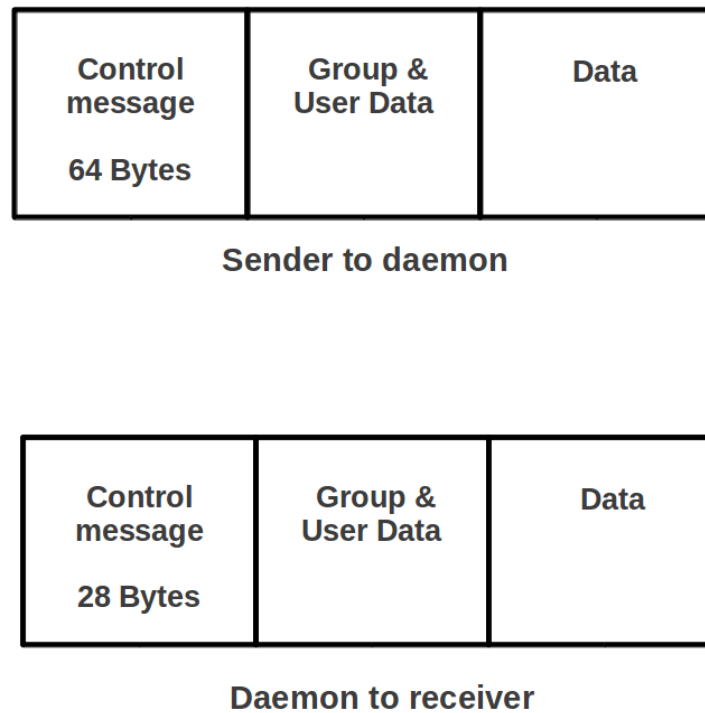 Control
message
64 Bytes
Group &
User Data
Data
Sender to daemon
Control
message
28 Bytes
Group &
User Data
Data
Daemon to receiver